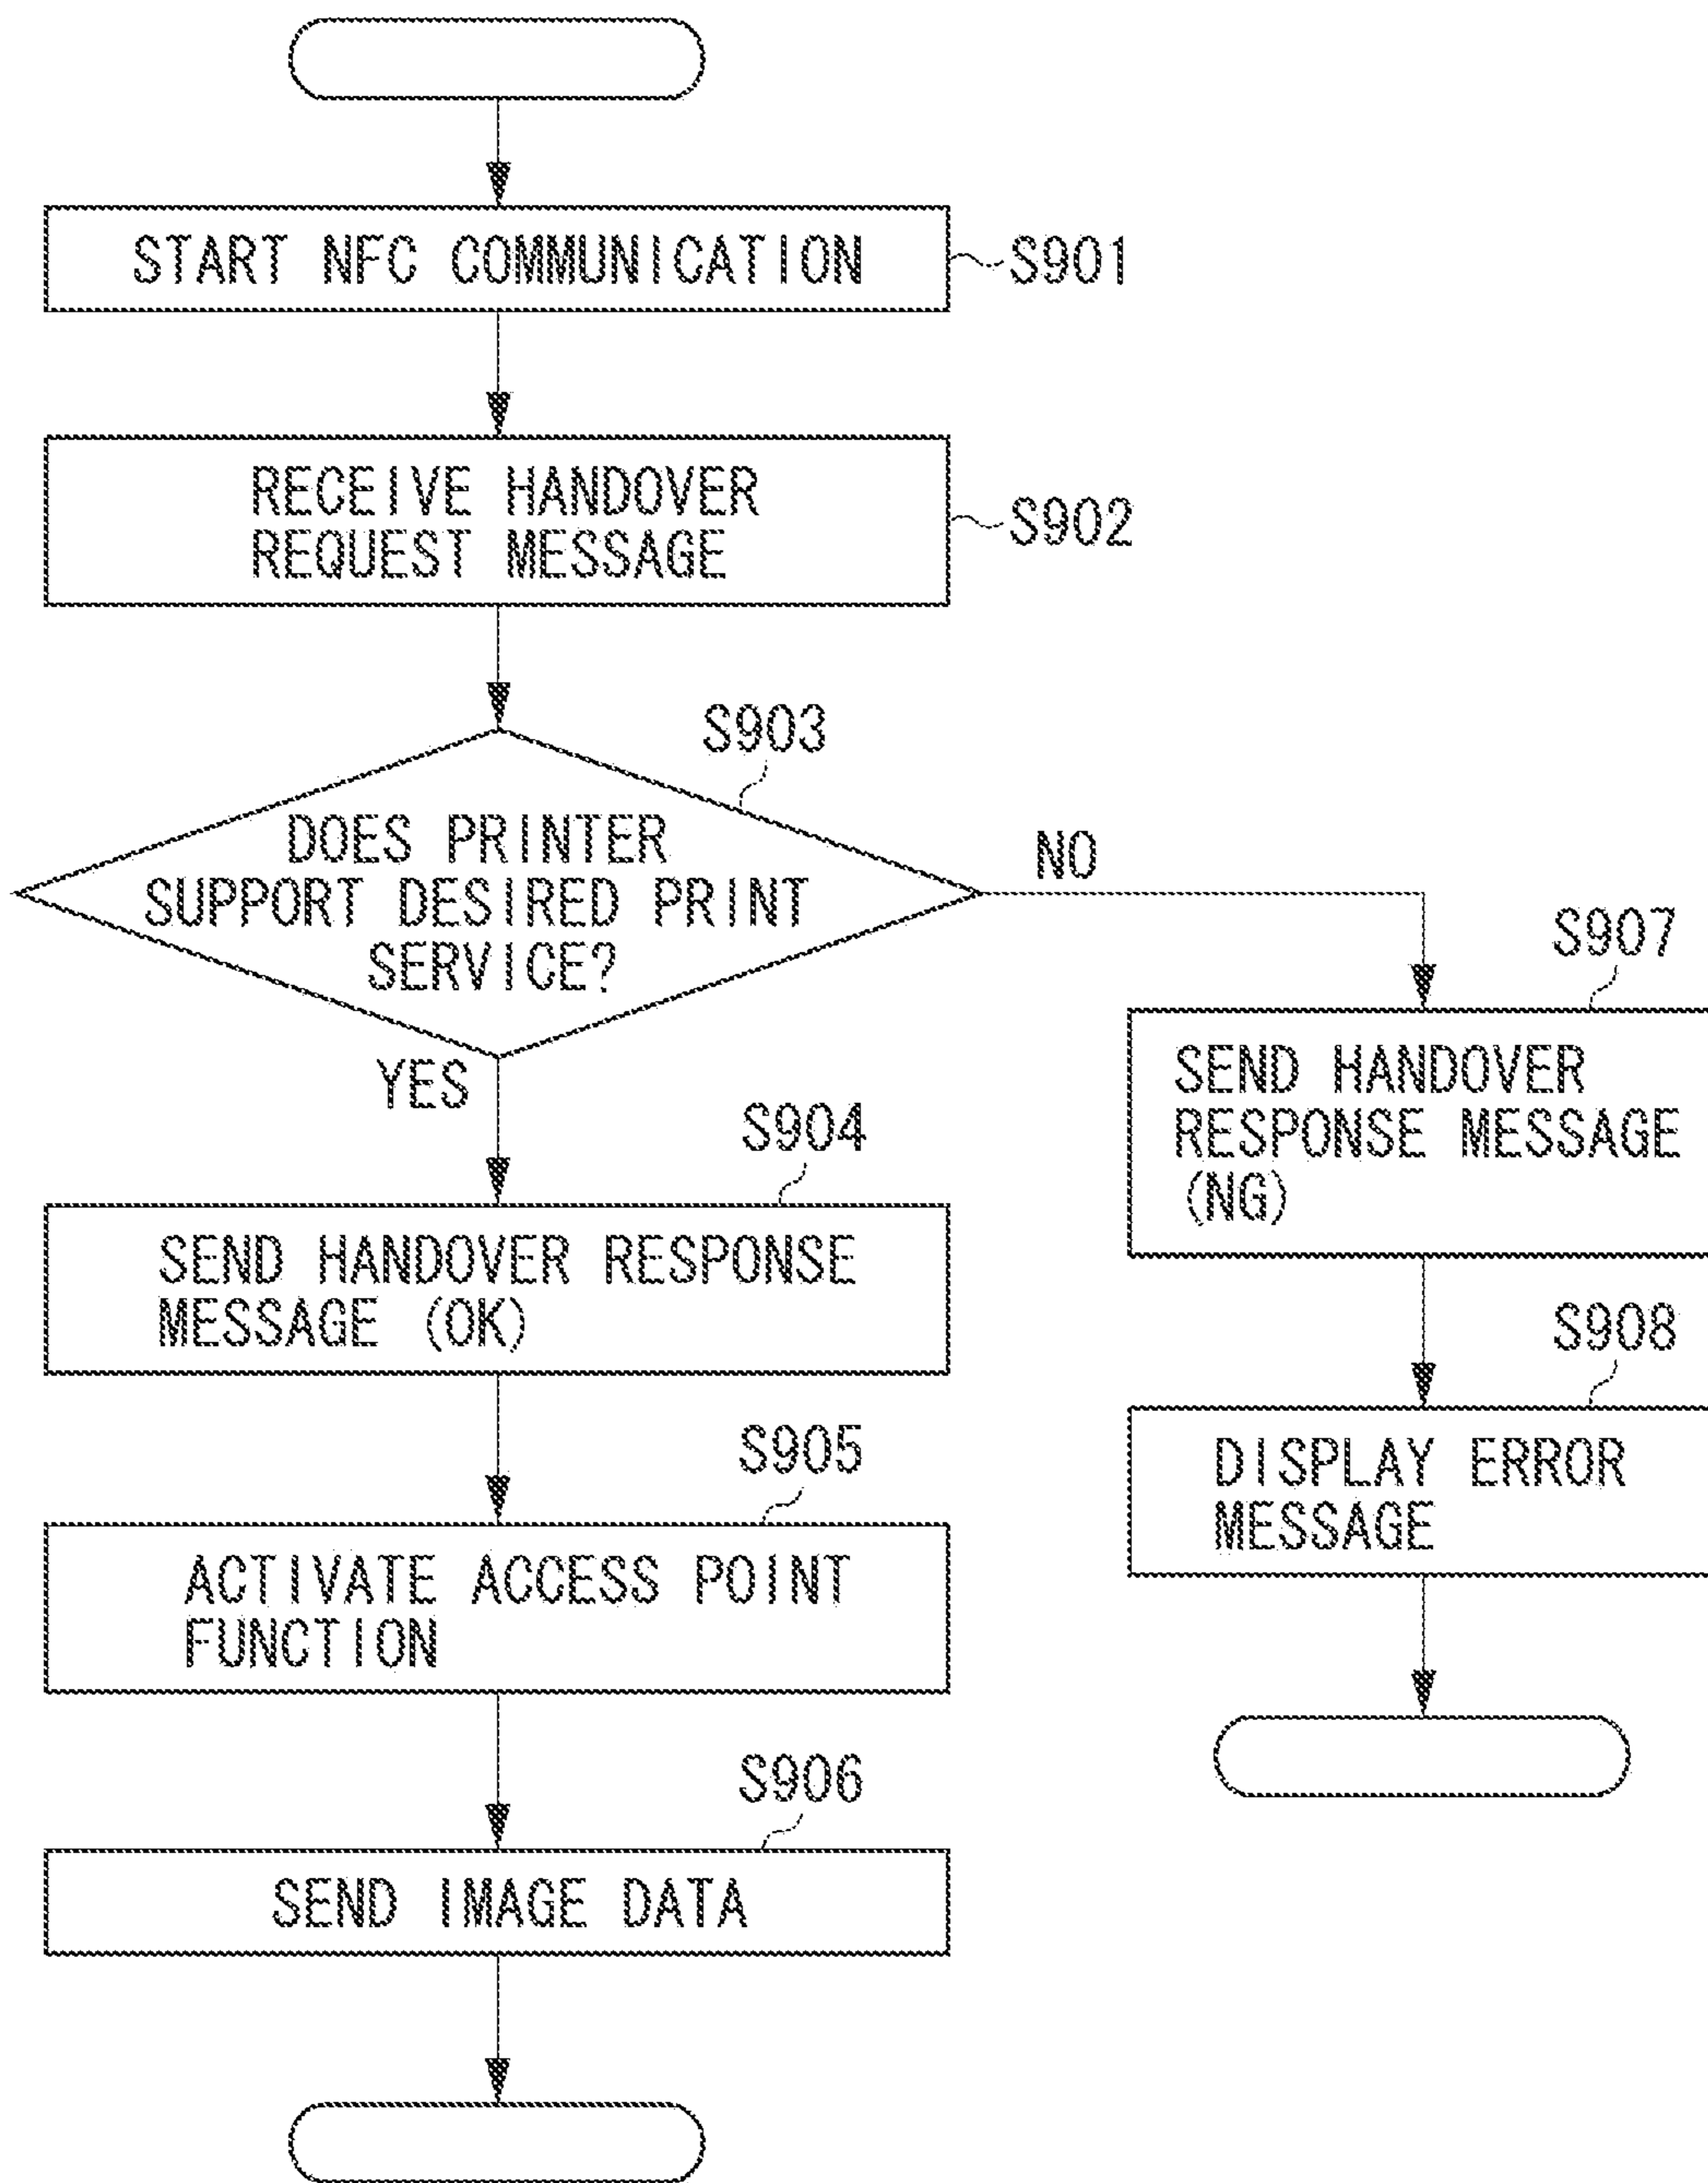 START NFC COMMUNICATION
S901
RECEIVE HANDOVER
REQUEST MESSAGE
S902
S903
DOES PRINTER
SUPPORT DESIRED PRINT
SERVICE?
NO
YES
S904
SEND HANDOVER RESPONSE
MESSAGE (OK)
S905
ACTIVATE ACCESS POINT
FUNCTION
S906
SEND IMAGE DATA
S907
SEND HANDOVER
RESPONSE MESSAGE
(NG)
S908
DISPLAY ERROR
MESSAGE